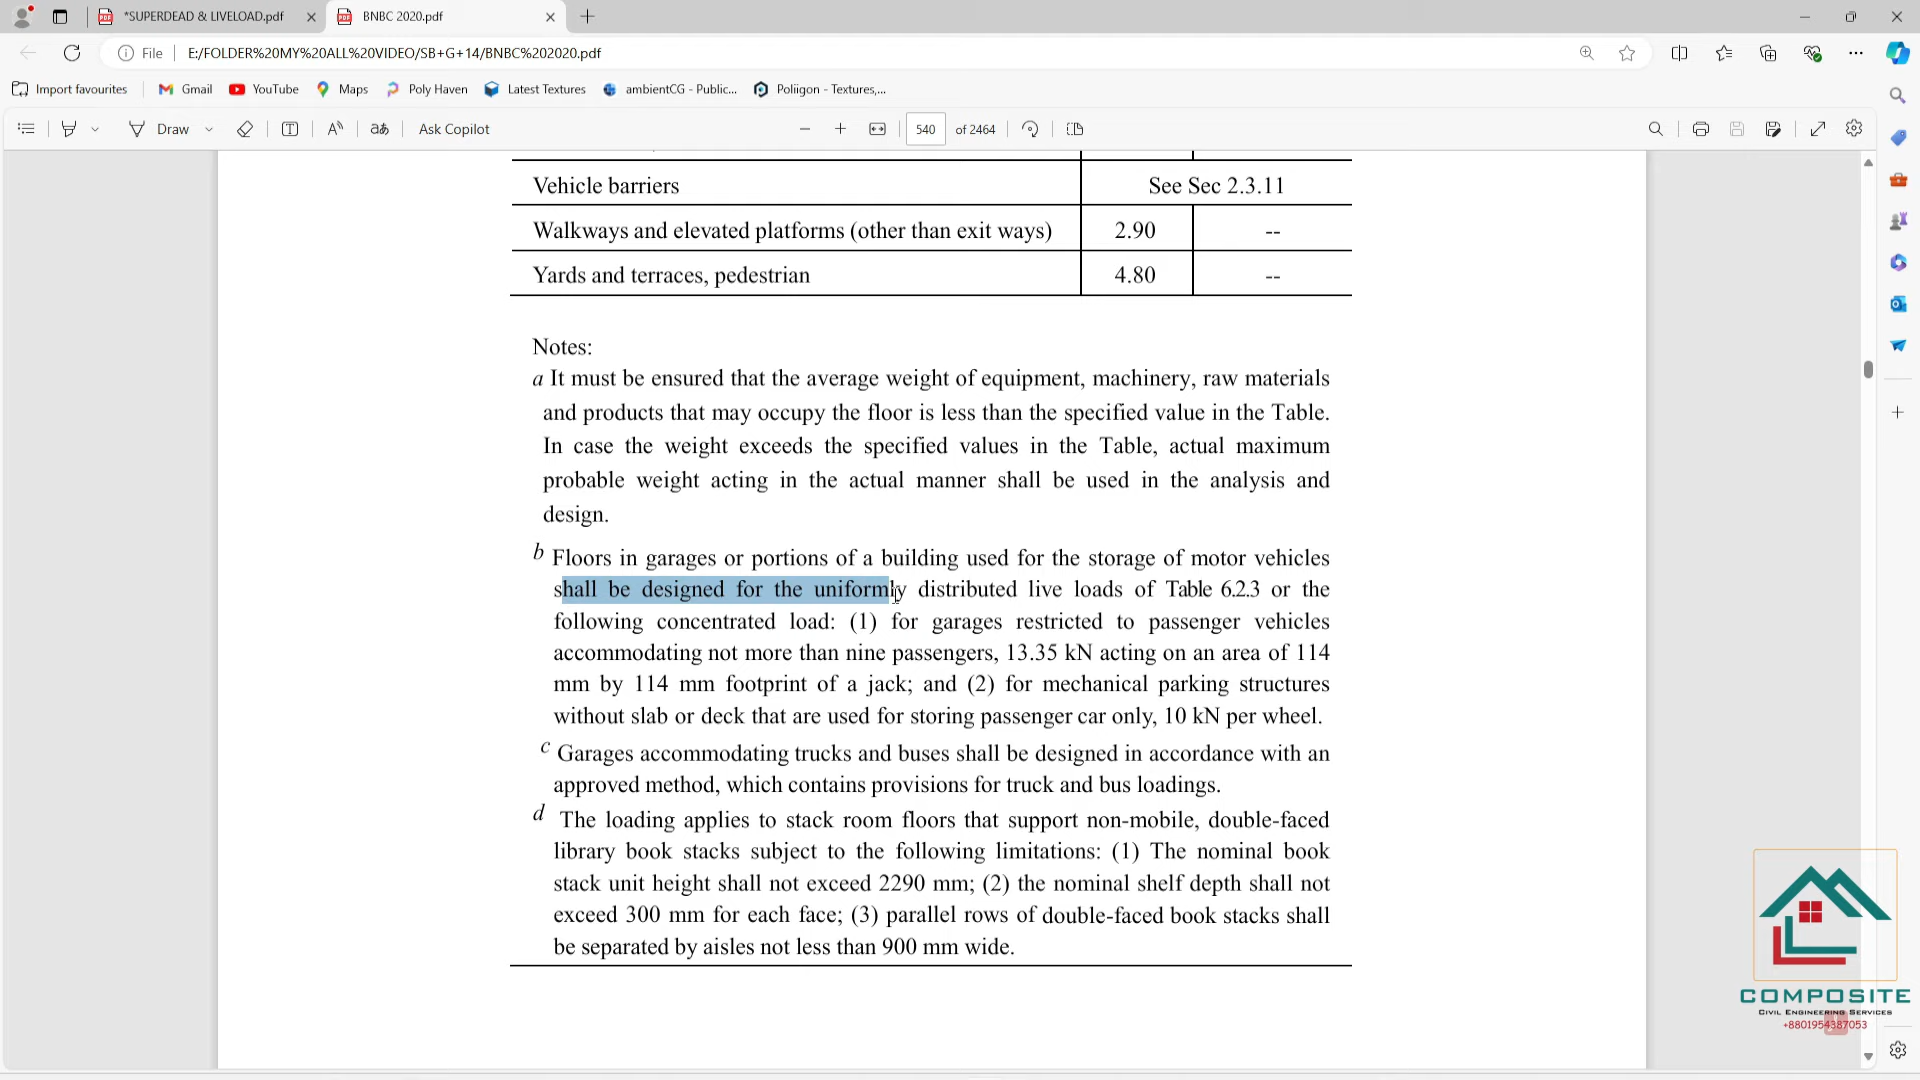 *SUPERDEAD & LIVELOAD.pdf
BNBC 2020.pdf
File
E:/FOLDER%20MY%20ALL%20VIDEO/SB+G+14/BNBC%202020.pdf
Import favourites
Gmail
YouTube
Maps
Poly Haven
Latest Textures
ambientCG - Public...
Poliigon - Textures,...
Draw
aあ
Ask Copilot
540
of 2464
Vehicle barriers
See Sec 2.3.11
Walkways and elevated platforms (other than exit ways)
2.90
--
Yards and terraces, pedestrian
4.80
--
Notes:
a It must be ensured that the average weight of equipment, machinery, raw materials
and products that may occupy the floor is less than the specified value in the Table.
In case the weight exceeds the specified values in the Table, actual maximum
probable weight acting in the actual manner shall be used in the analysis and
design.
b Floors in garages or portions of a building used for the storage of motor vehicles
shall be designed for the uniformly distributed live loads of Table 6.2.3 or the
following concentrated load: (1) for garages restricted to passenger vehicles
accommodating not more than nine passengers, 13.35 kN acting on an area of 114
mm by 114 mm footprint of a jack; and (2) for mechanical parking structures
without slab or deck that are used for storing passenger car only, 10 kN per wheel.
c Garages accommodating trucks and buses shall be designed in accordance with an
approved method, which contains provisions for truck and bus loadings.
d The loading applies to stack room floors that support non-mobile, double-faced
library book stacks subject to the following limitations: (1) The nominal book
stack unit height shall not exceed 2290 mm; (2) the nominal shelf depth shall not
exceed 300 mm for each face; (3) parallel rows of double-faced book stacks shall
be separated by aisles not less than 900 mm wide.
COMPOSITE
CIVIL ENGINEERING SERVICES
+8801954387053